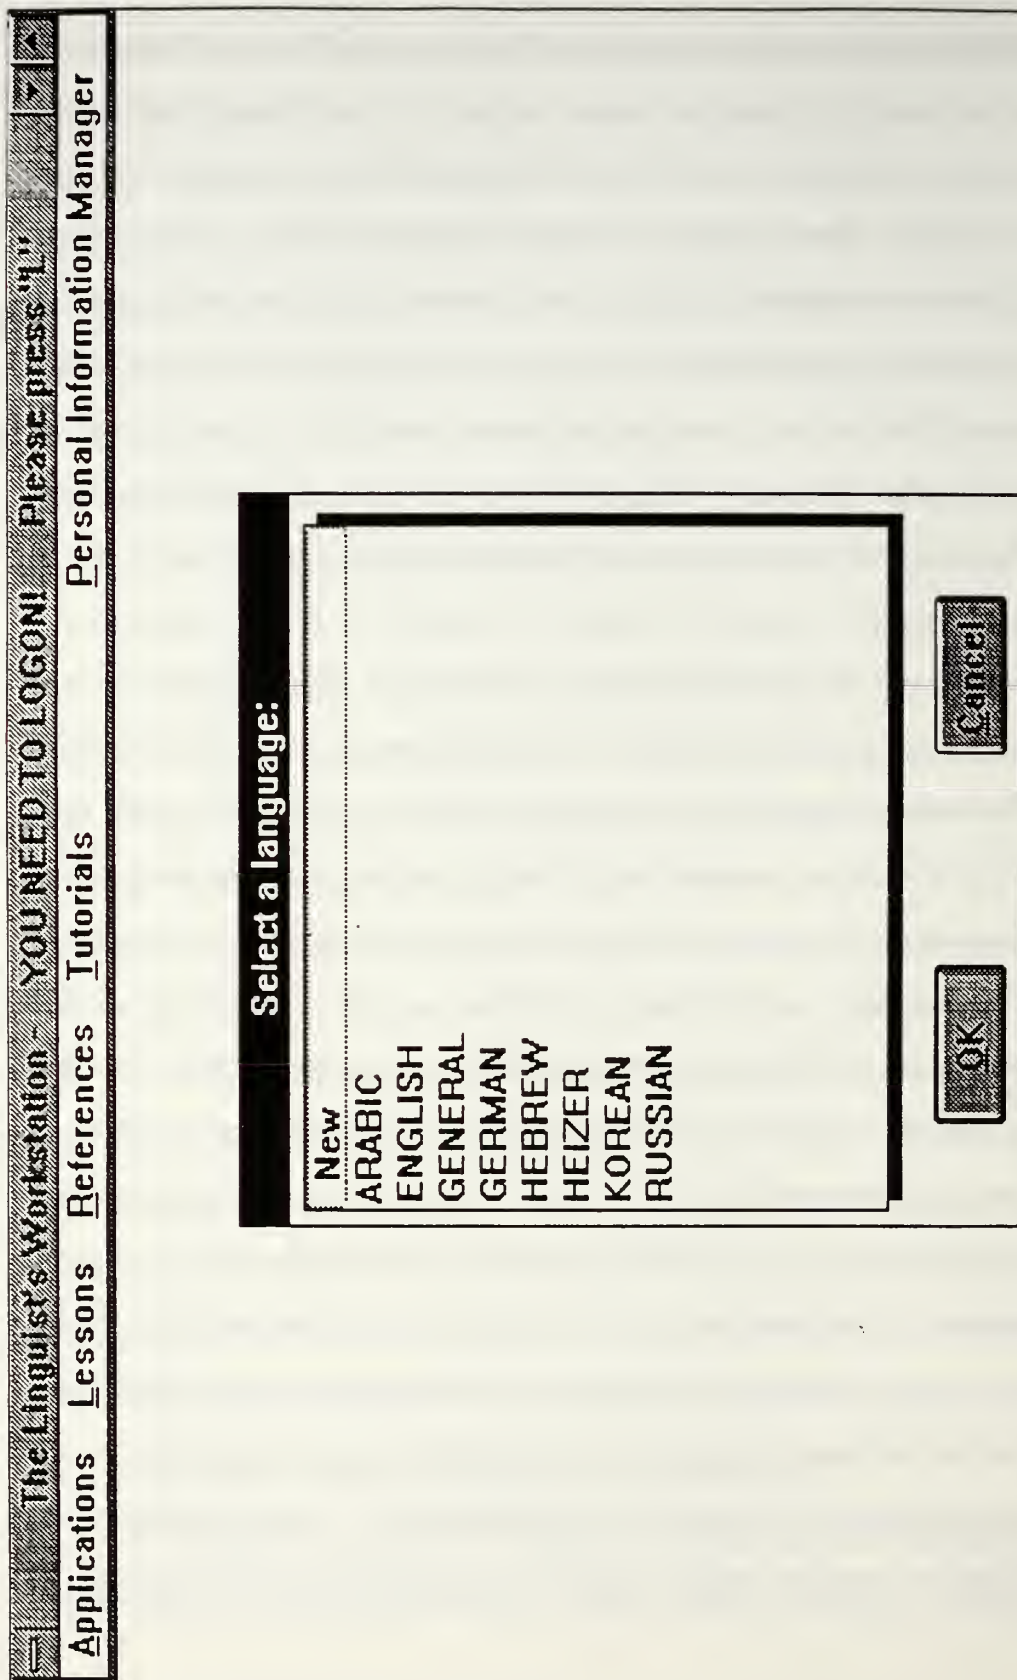 The Linguist's Workstation - YOU NEED TO LOGON! Please press "L"
Applications Lessons References Tutorials Personal Information Manager
Select a language:
New
ARABIC
ENGLISH
GENERAL
GERMAN
HEBREW
HEIZER
KOREAN
RUSSIAN
OK Cancel